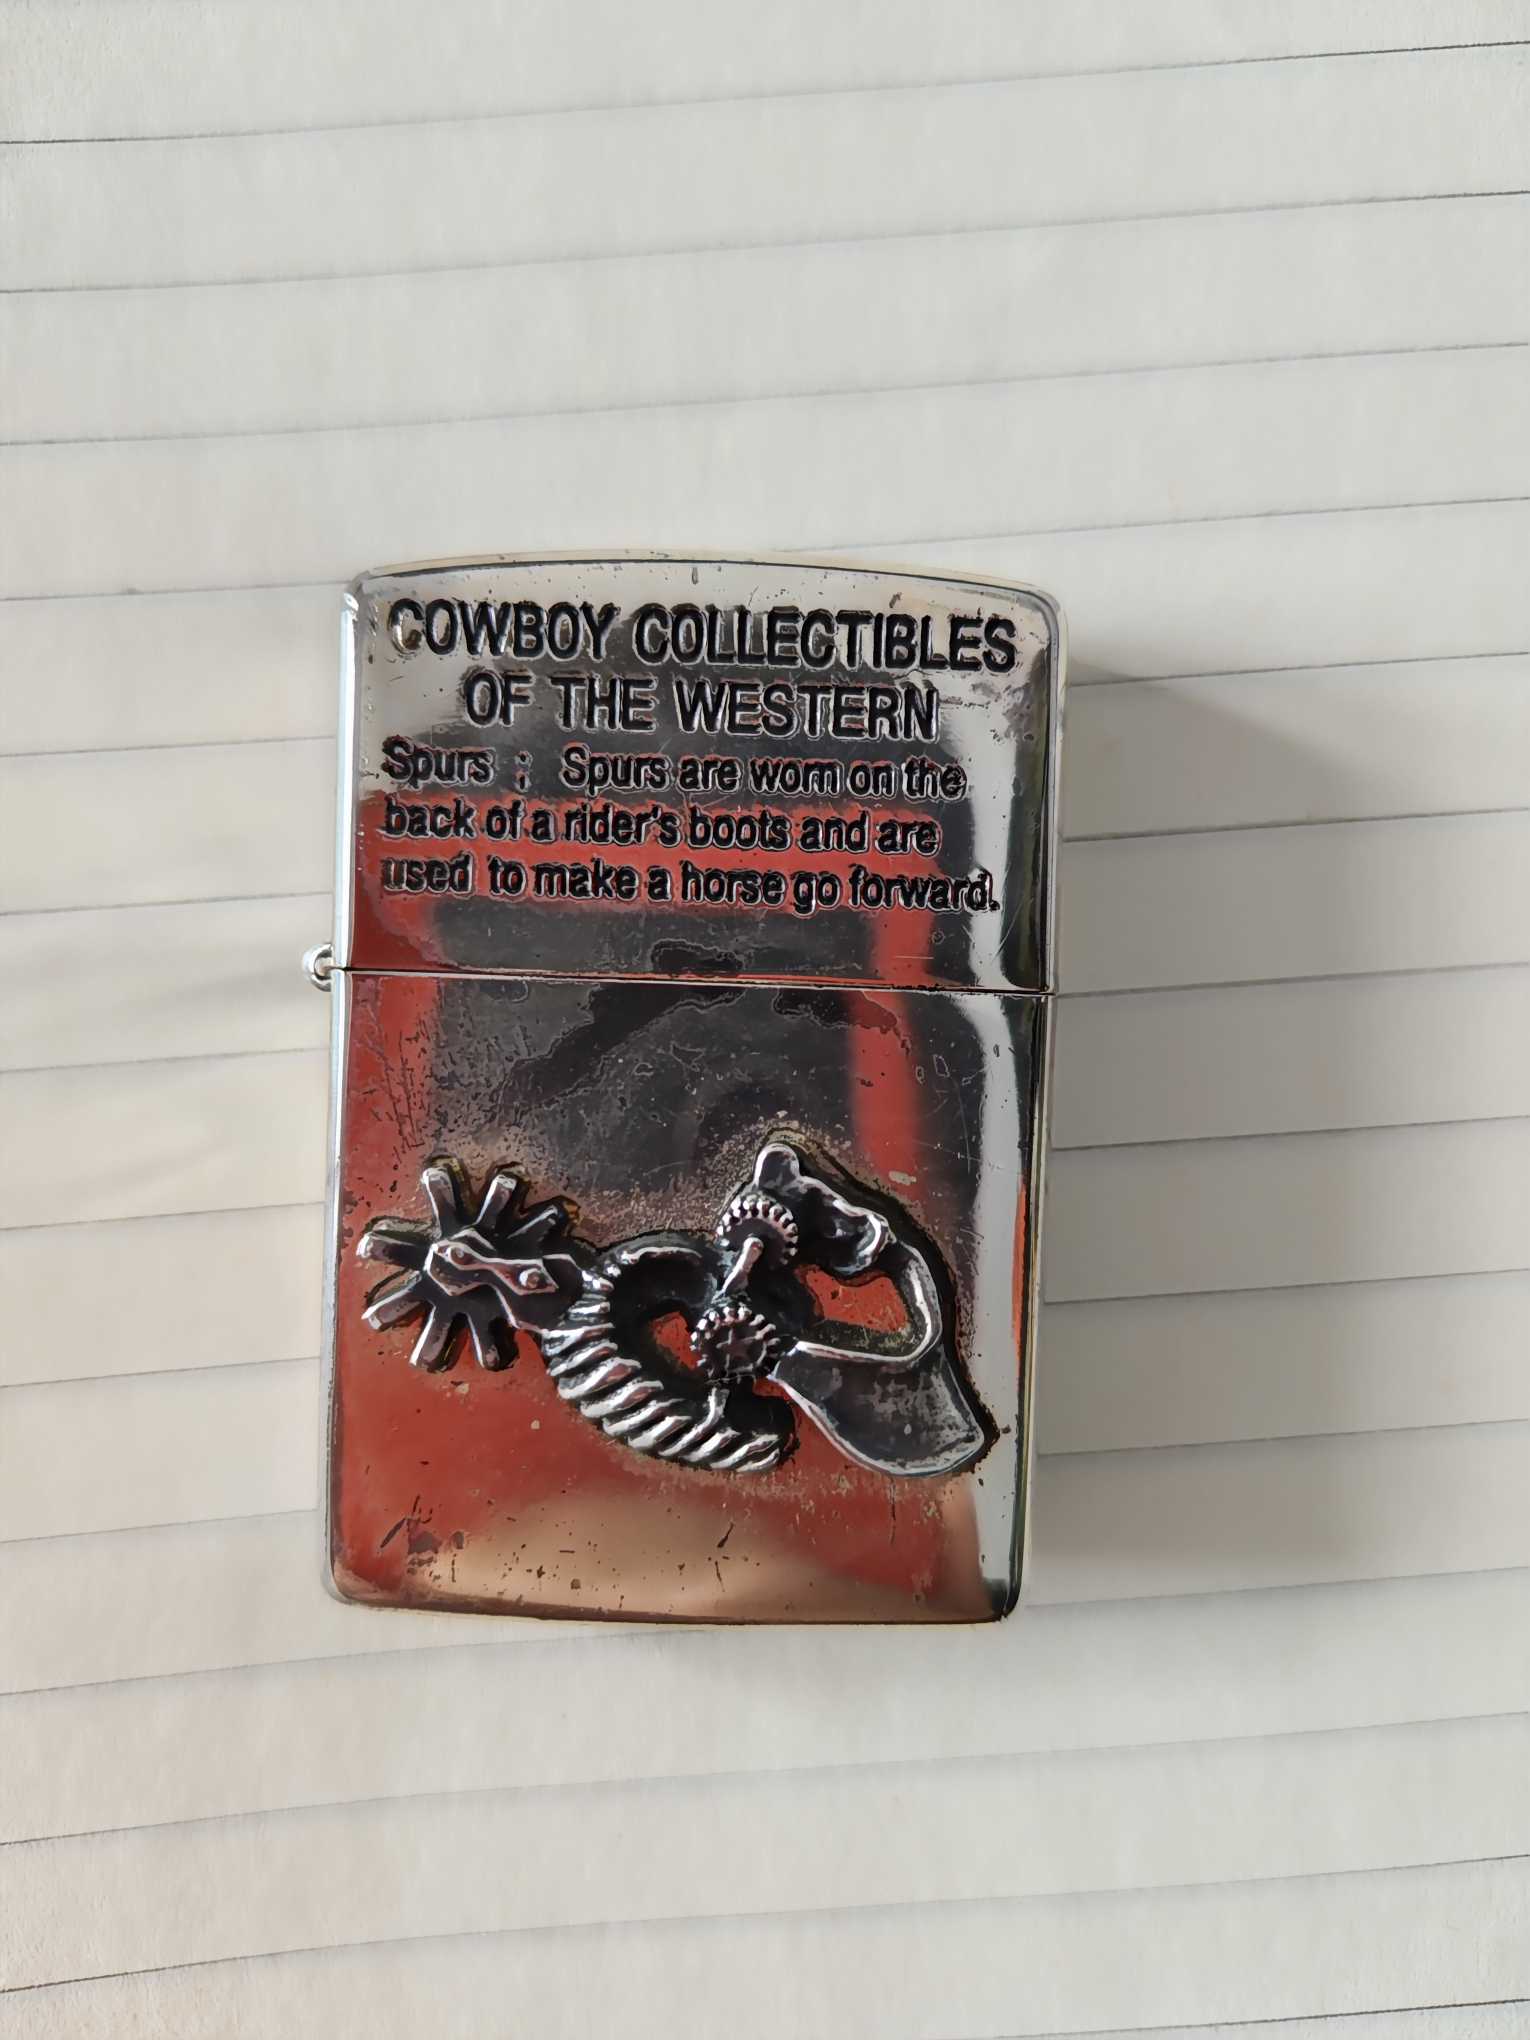 COWBOY COLLECTIBLES
OF THE WESTERN
Spurs ; Spurs are worn on the
back of a rider's boots and are
used to make a horse go forward.